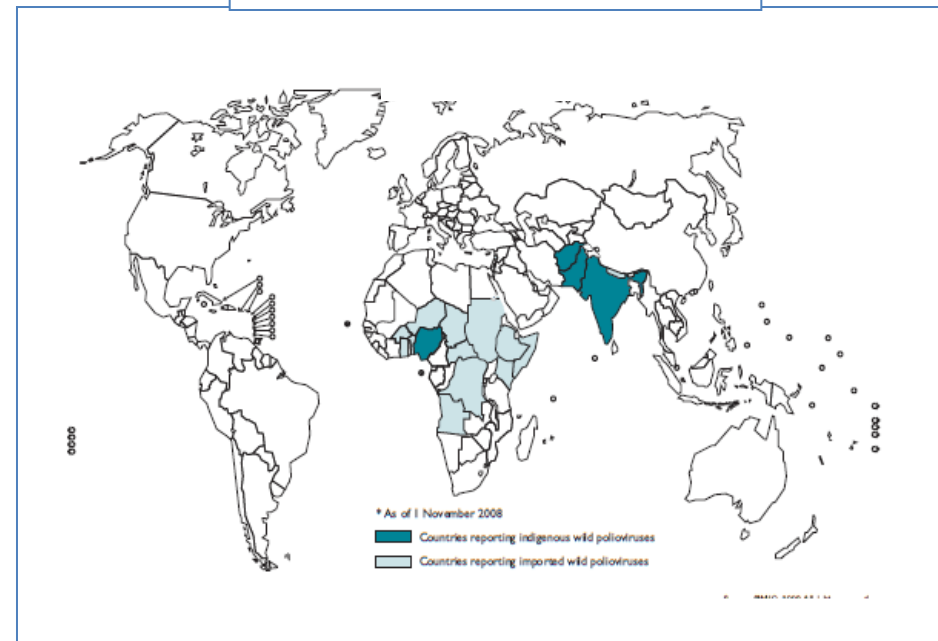 * As of 1 November 2008
Countries reporting indigenous wild polioviruses
Countries reporting imported wild polioviruses